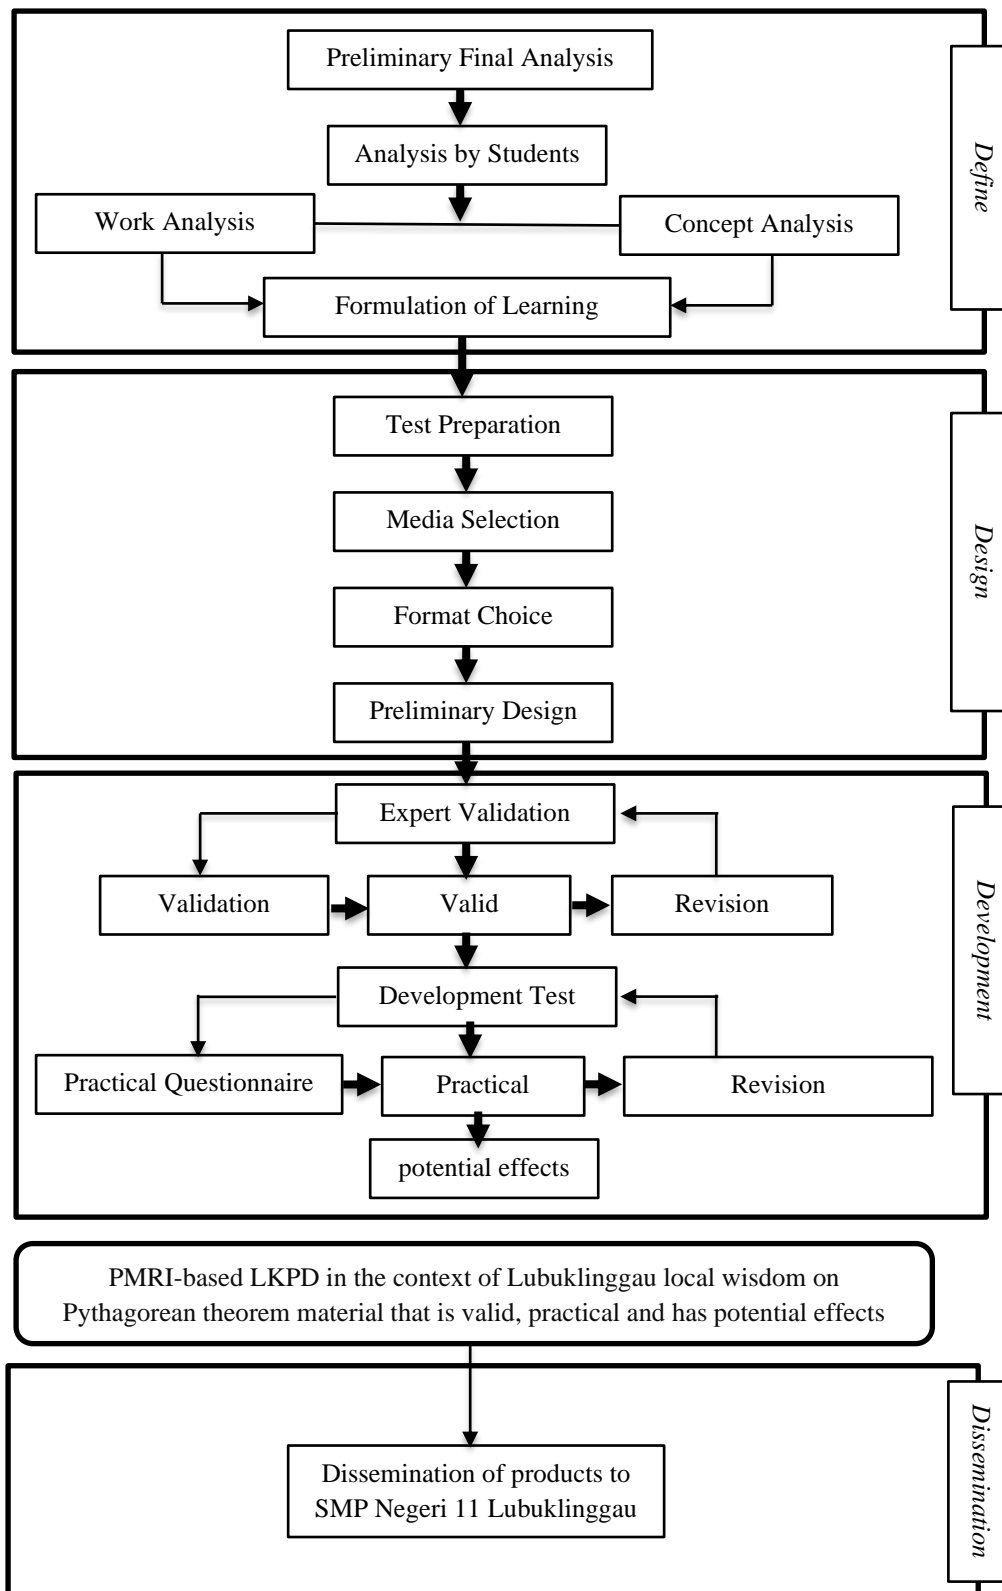 Preliminary Final Analysis
Analysis by Students
Work Analysis
Concept Analysis
Formulation of Learning
Define
Test Preparation
Media Selection
Format Choice
Preliminary Design
Design
Expert Validation
Validation
Valid
Revision
Development Test
Practical Questionnaire
Practical
Revision
potential effects
Development
PMRI-based LKPD in the context of Lubuklinggau local wisdom on
Pythagorean theorem material that is valid, practical and has potential effects
Dissemination of products to
SMP Negeri 11 Lubuklinggau
Dissemination